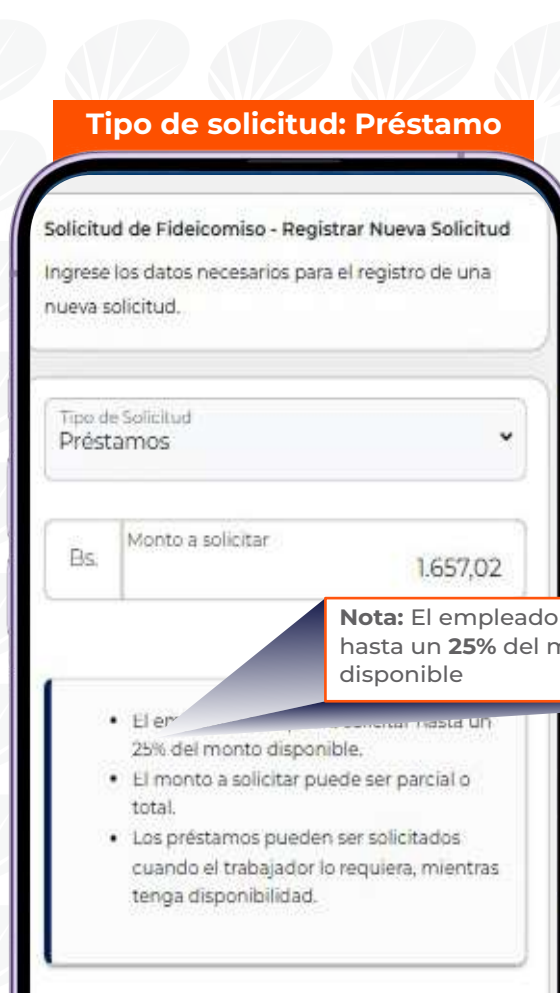 Tipo de solicitud: Préstamo
Solicitud de Fideicomiso - Registrar Nueva Solicitud
Ingrese los datos necesarios para el registro de una
nueva solicitud.
Tipo de Solicitud
Préstamos
Bs.
Monto a solicitar
1.657,02
Nota: El empleado
hasta un 25% del m
disponible
• El em solicitar hasta un
25% del monto disponible.
• El monto a solicitar puede ser parcial o
total.
• Los préstamos pueden ser solicitados
cuando el trabajador lo requiera, mientras
tenga disponibilidad.